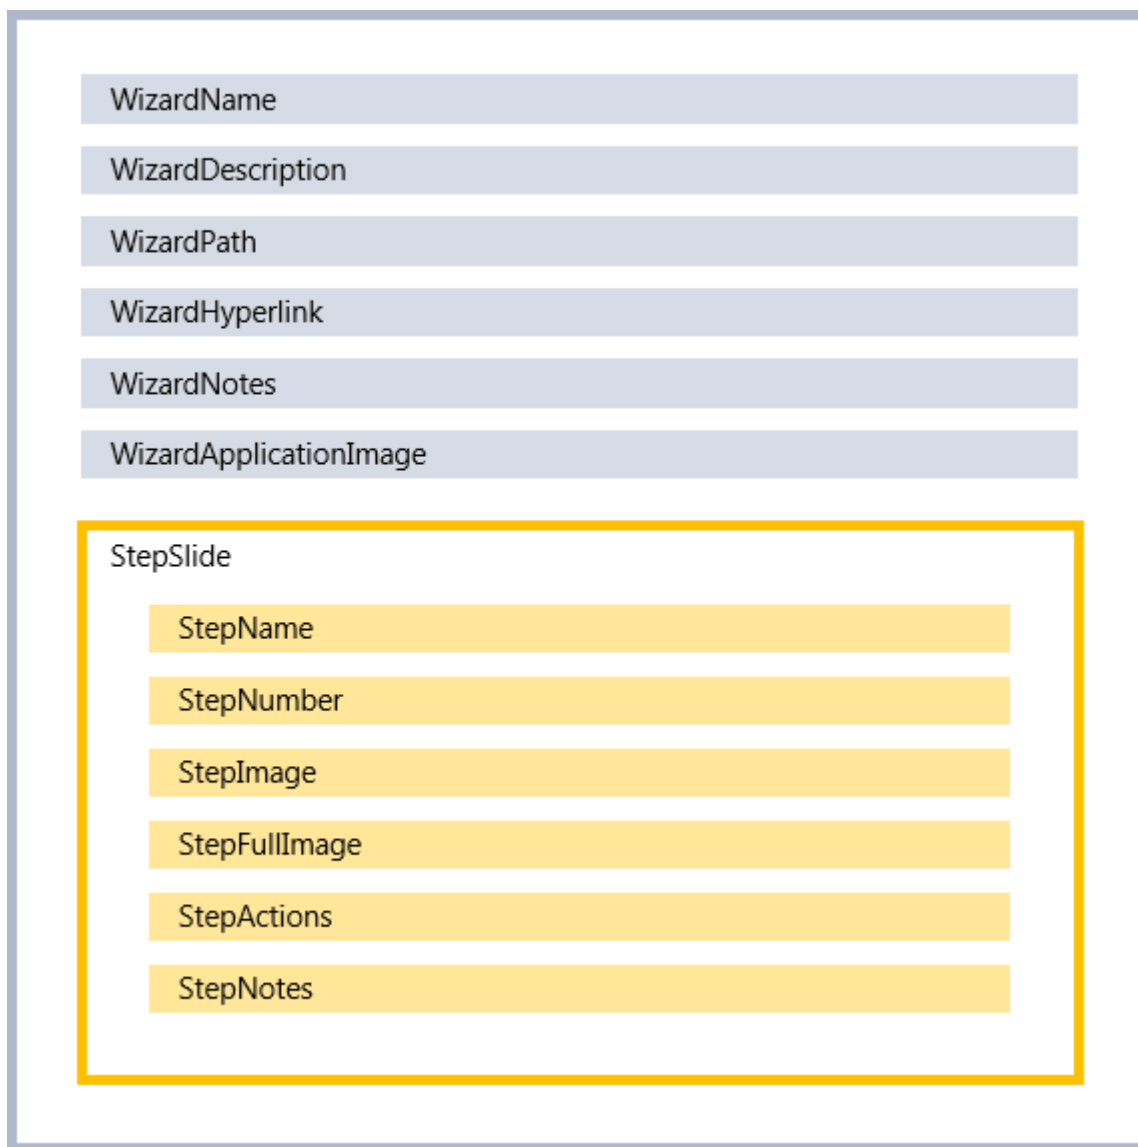 WizardName
WizardDescription
WizardPath
WizardHyperlink
WizardNotes
WizardApplicationImage
StepSlide
StepName
StepNumber
StepImage
StepFullImage
StepActions
StepNotes